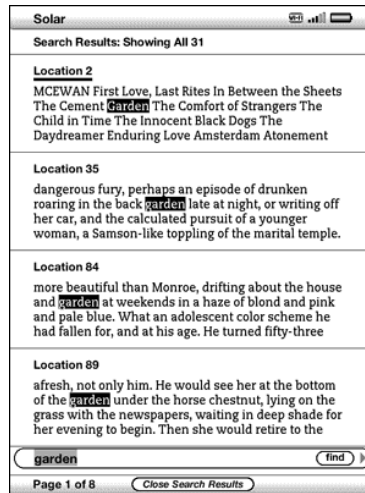 Solar
Search Results: Showing All 31
Location 2
MCEWAN First Love, Last Rites In Between the Sheets
The Cement Garden The Comfort of Strangers The
Child in Time The Innocent Black Dogs The
Daydreamer Enduring Love Amsterdam Atonement
Location 35
dangerous fury, perhaps an episode of drunken
roaring in the back garden late at night, or writing off
her car, and the calculated pursuit of a younger
woman, a Samson-like toppling of the marital temple.
Location 84
more beautiful than Monroe, drifting about the house
and garden at weekends in a haze of blond and pink
and pale blue. What an adolescent color scheme he
had fallen for, and at his age. He turned fifty-three
Location 89
afresh, not only him. He would see her at the bottom
of the garden under the horse chestnut, lying on the
grass with the newspapers, waiting in deep shade for
her evening to begin. Then she would retire to the
garden find
Page 1 of 8 Close Search Results